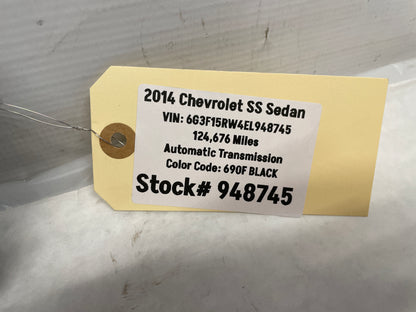 2014 Chevrolet SS Sedan
VIN: 6G3F15RW4EL948745
124,676 Miles
Automatic Transmission
Color Code: 690F BLACK
Stock# 948745